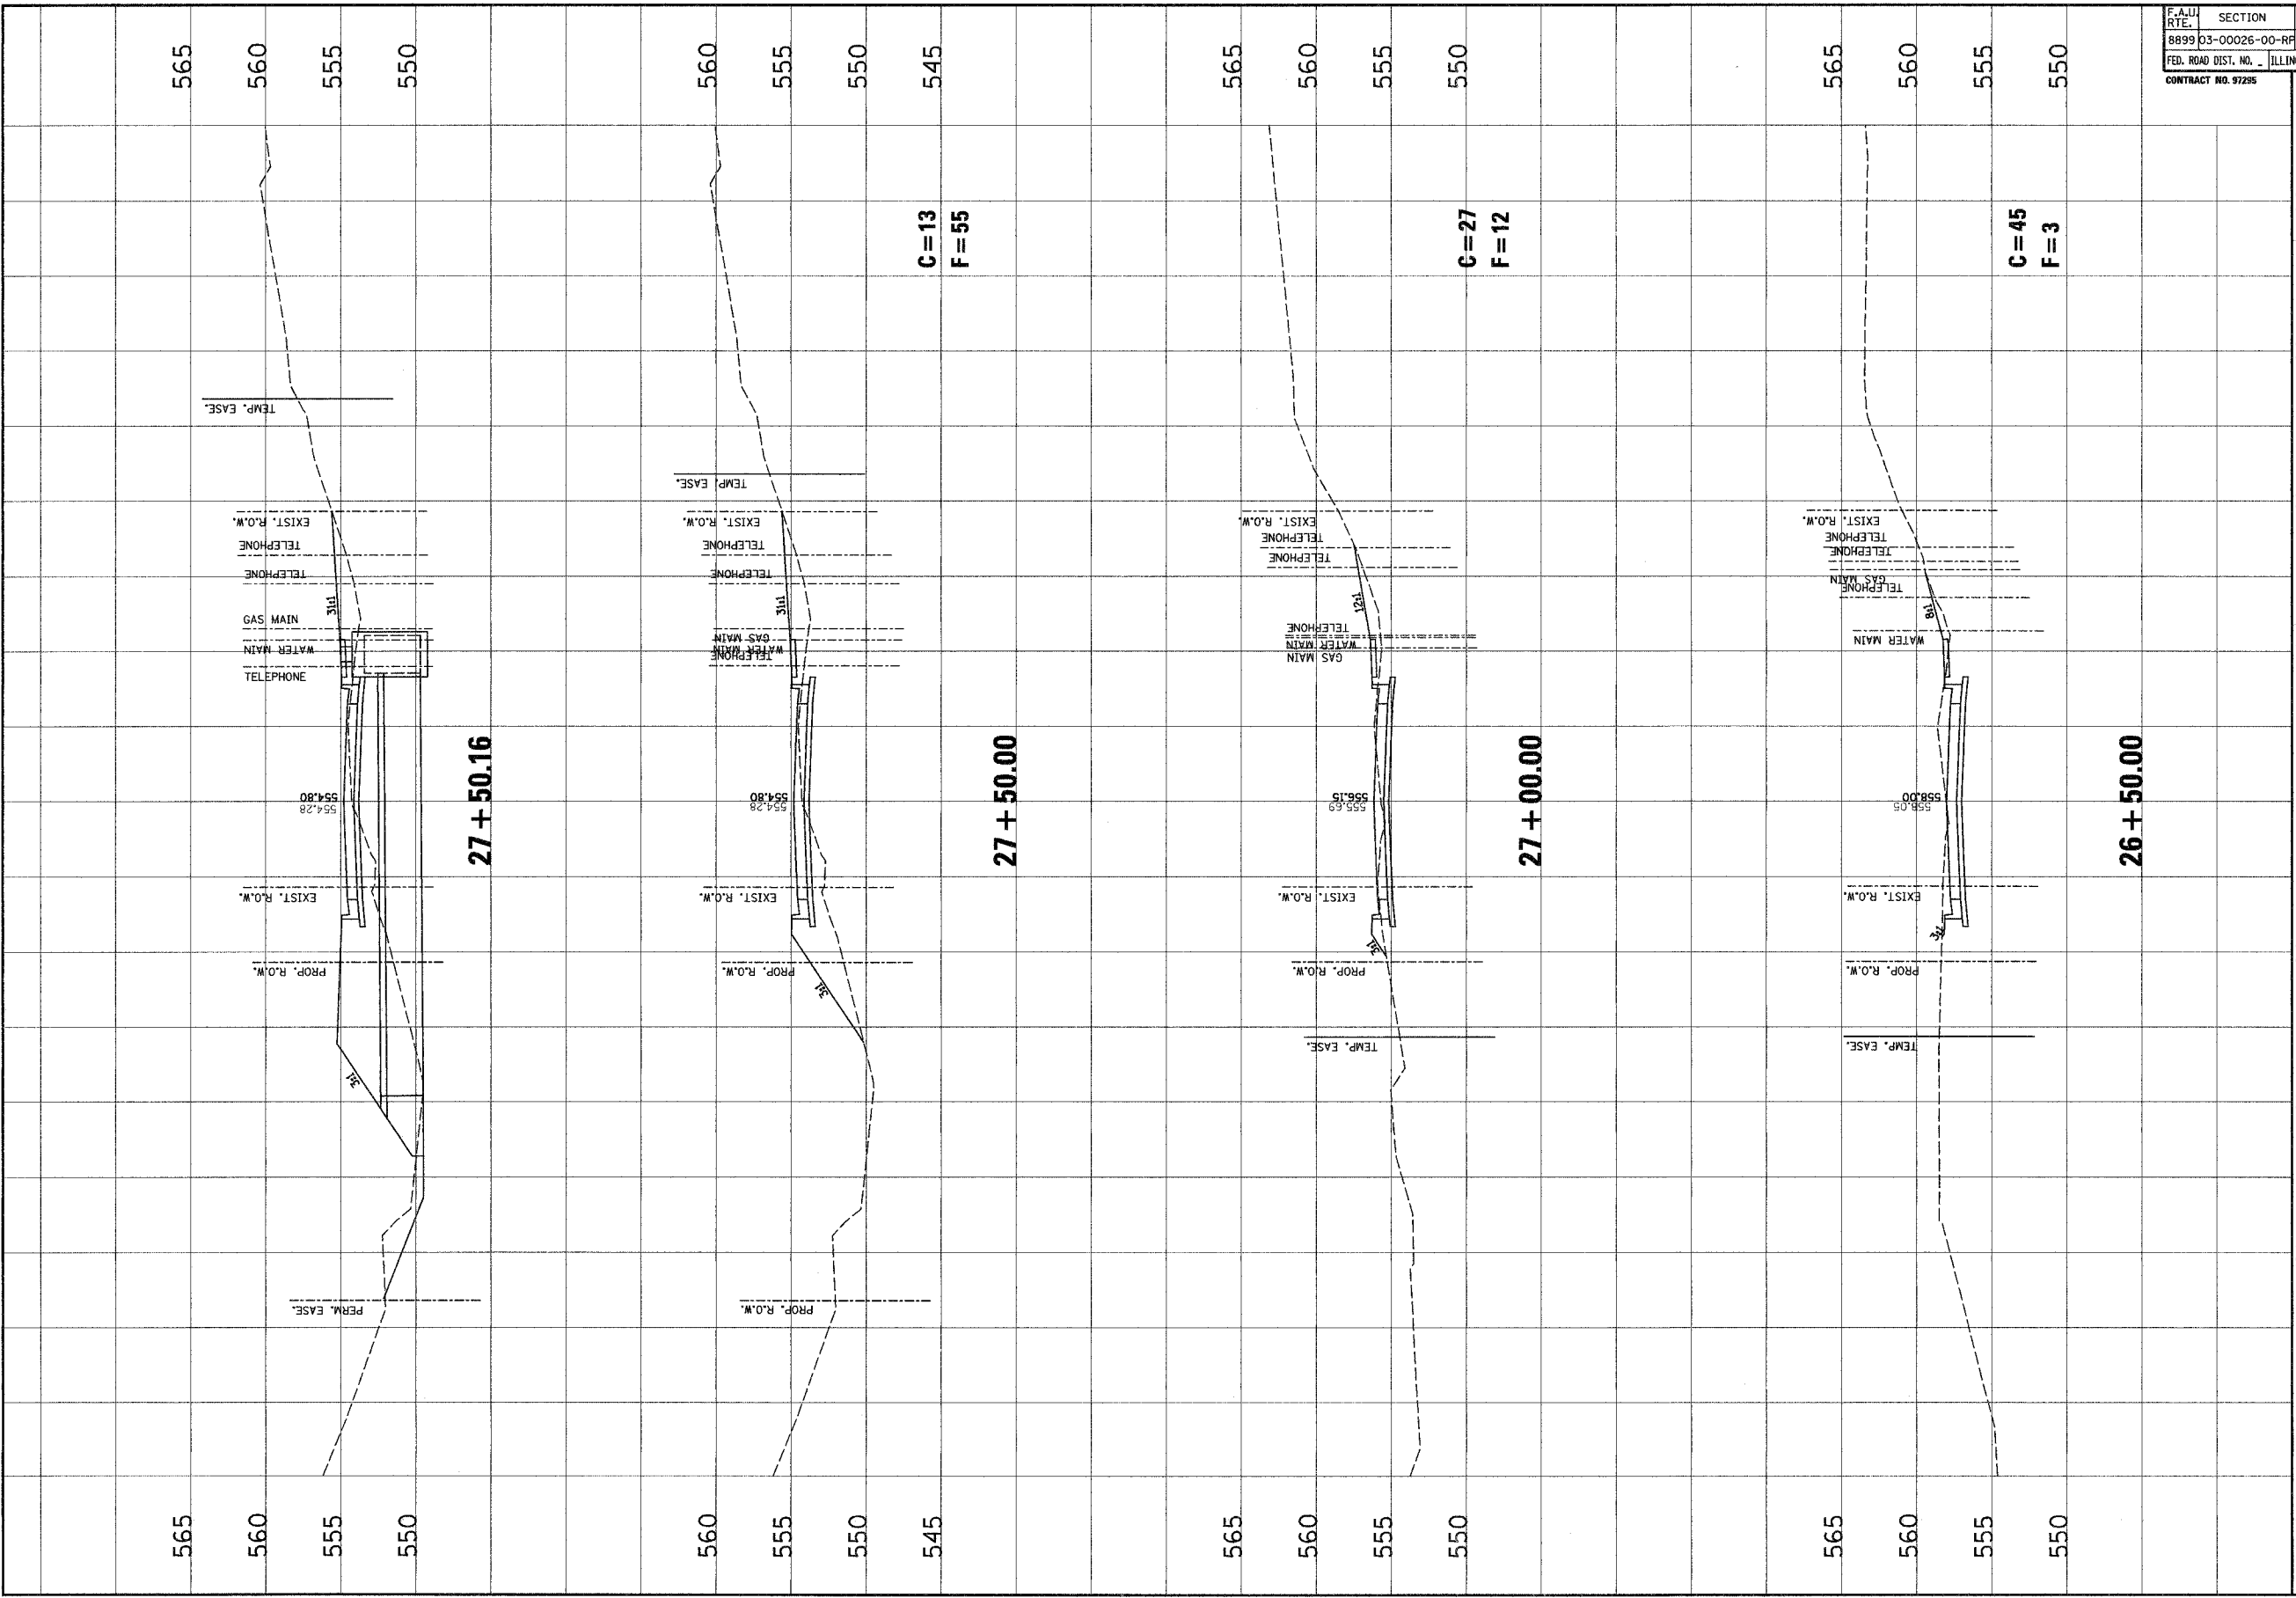 F.A.U. RTE. SECTION
8899 03-00026-00-RP
FED. ROAD DIST. NO. _
CONTRACT NO. 97295
565
560
555
550
TEMP. EASE.
EXIST. R.O.W.
TELEPHONE
TELEPHONE
31:1
GAS MAIN
WATER MAIN
TELEPHONE
554.80
554.28
27+50.16
EXIST. R.O.W.
PROP. R.O.W.
3:1
PERM. EASE.
565
560
555
550
560
555
550
545
C=13
F=55
TEMP. EASE.
EXIST. R.O.W.
TELEPHONE
TELEPHONE
31:1
GAS MAIN
WATER MAIN
TELEPHONE
554.80
554.28
27+50.00
EXIST. R.O.W.
PROP. R.O.W.
3:1
PROP. R.O.W.
560
555
550
545
565
560
555
550
C=27
F=12
EXIST. R.O.W.
TELEPHONE
TELEPHONE
12:1
TELEPHONE
WATER MAIN
GAS MAIN
556.15
555.69
27+00.00
EXIST. R.O.W.
3:1
PROP. R.O.W.
TEMP. EASE.
565
560
555
550
565
560
555
550
C=45
F=3
EXIST. R.O.W.
TELEPHONE
TELEPHONE
GAS MAIN
TELEPHONE
8:1
WATER MAIN
558.00
558.05
26+50.00
EXIST. R.O.W.
3:1
PROP. R.O.W.
TEMP. EASE.
565
560
555
550